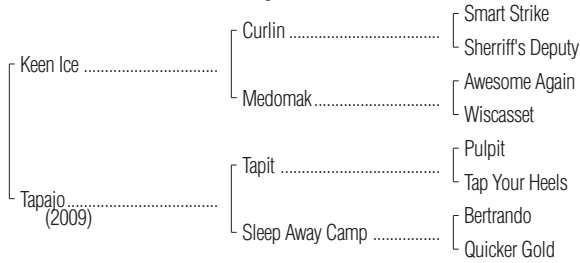 Smart Strike
Curlin
Sherriff's Deputy
Keen Ice
Awesome Again
Medomak
Wiscasset
Pulpit
Tapit
Tap Your Heels
Tapajo
(2009)
Bertrando
Sleep Away Camp
Quicker Gold